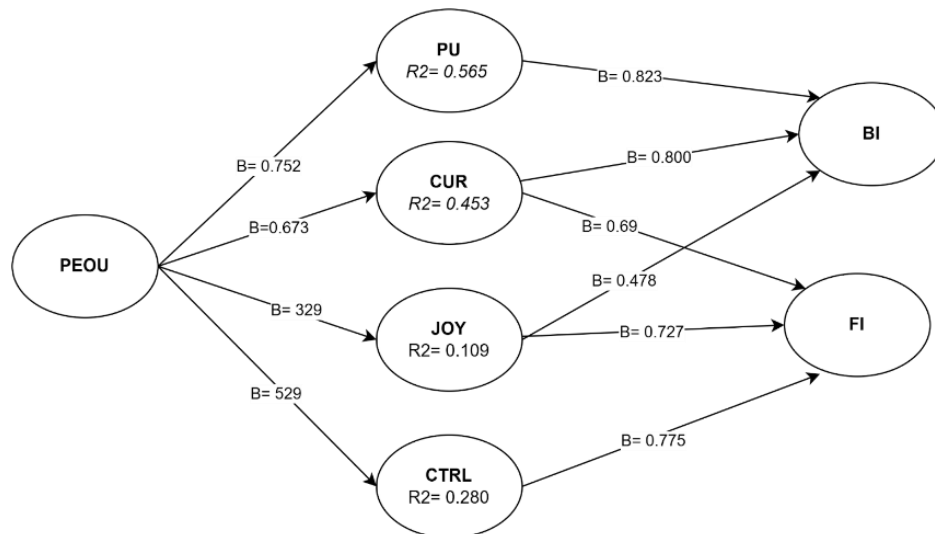 PU
R2= 0.565
B= 0.823
BI
B= 0.752
CUR
R2= 0.453
B= 0.800
B=0.673
B= 0.69
PEOU
B= 0.478
B= 329
JOY
R2= 0.109
B= 0.727
FI
B= 529
B= 0.775
CTRL
R2= 0.280